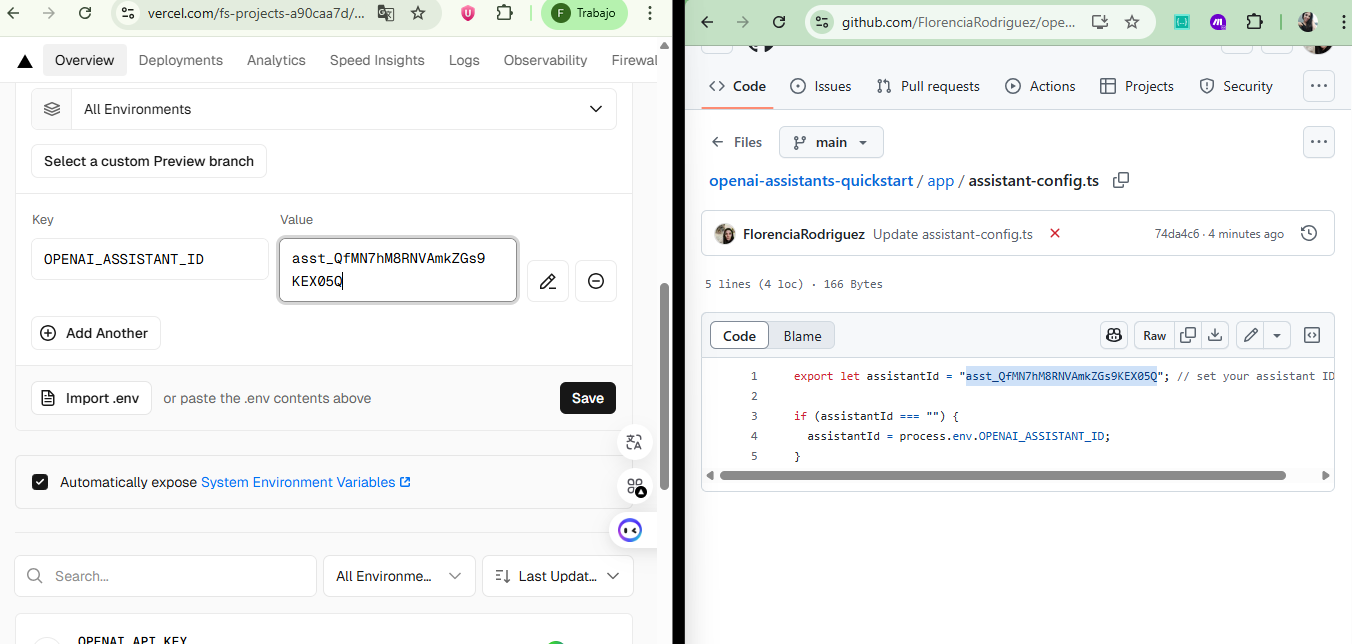 vercel.com/fs-projects-a90caa7d/...
F Trabajo
Overview Deployments Analytics Speed Insights Logs Observability Firewal
All Environments
Select a custom Preview branch
Key Value
OPENAI_ASSISTANT_ID
asst_QfMN7hM8RNVAmkZGs9
KEX05Q
Add Another
Import .env or paste the .env contents above Save
Automatically expose System Environment Variables
Search...
All Environme...
Last Updat...
OPENAI_API_KEY
github.com/FlorenciaRodriguez/ope...
Code Issues Pull requests Actions Projects Security
Files main
openai-assistants-quickstart / app / assistant-config.ts
FlorenciaRodriguez Update assistant-config.ts 74da4c6 · 4 minutes ago
5 lines (4 loc) · 166 Bytes
Code Blame Raw
1 export let assistantId = "asst_QfMN7hM8RNVAmkZGs9KEX05Q"; // set your assistant ID
2
3 if (assistantId === "") {
4 assistantId = process.env.OPENAI_ASSISTANT_ID;
5 }